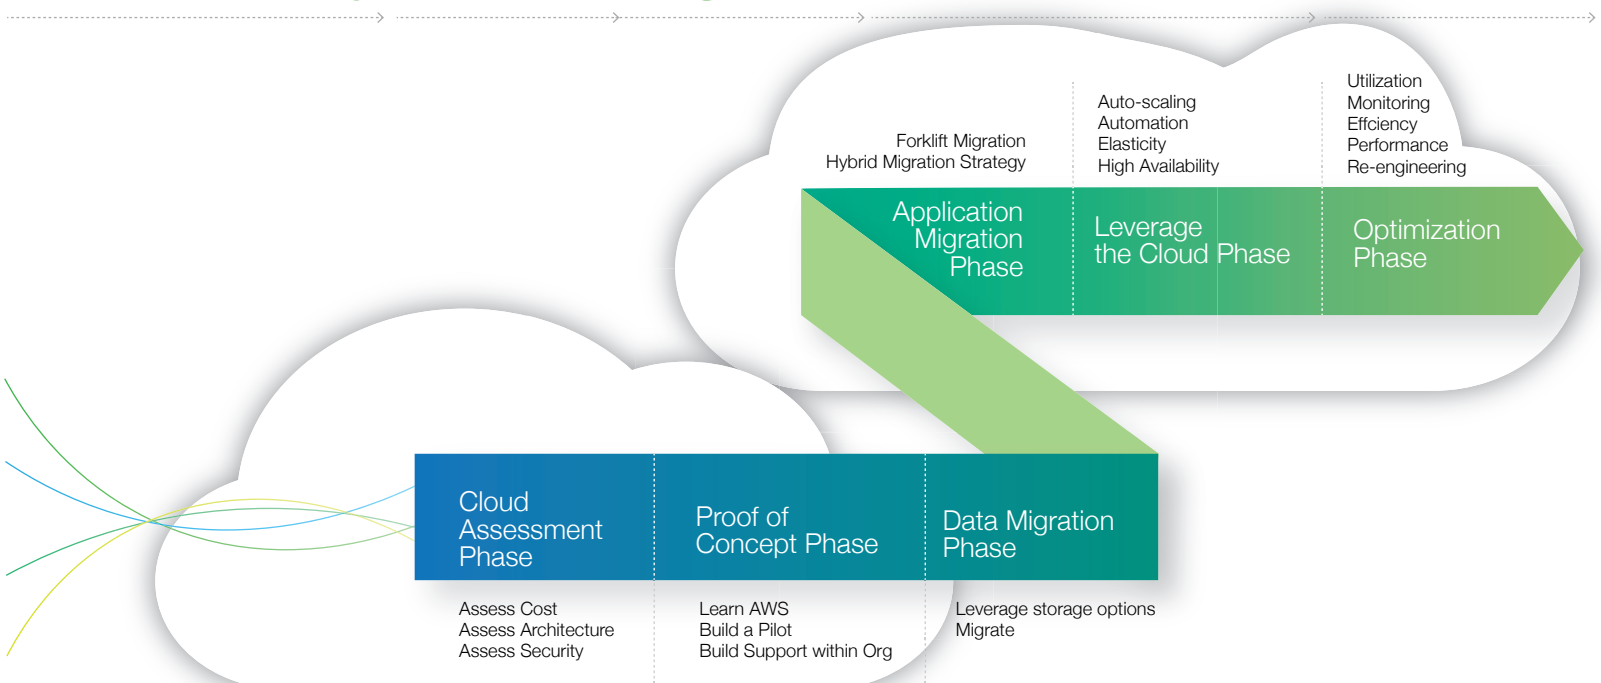 Utilization
Monitoring
Effciency
Performance
Re-engineering
Auto-scaling
Automation
Elasticity
High Availability
Forklift Migration
Hybrid Migration Strategy
Application
Migration
Phase
Leverage
the Cloud Phase
Optimization
Phase
Cloud
Assessment
Phase
Proof of
Concept Phase
Data Migration
Phase
Assess Cost
Assess Architecture
Assess Security
Learn AWS
Build a Pilot
Build Support within Org
Leverage storage options
Migrate